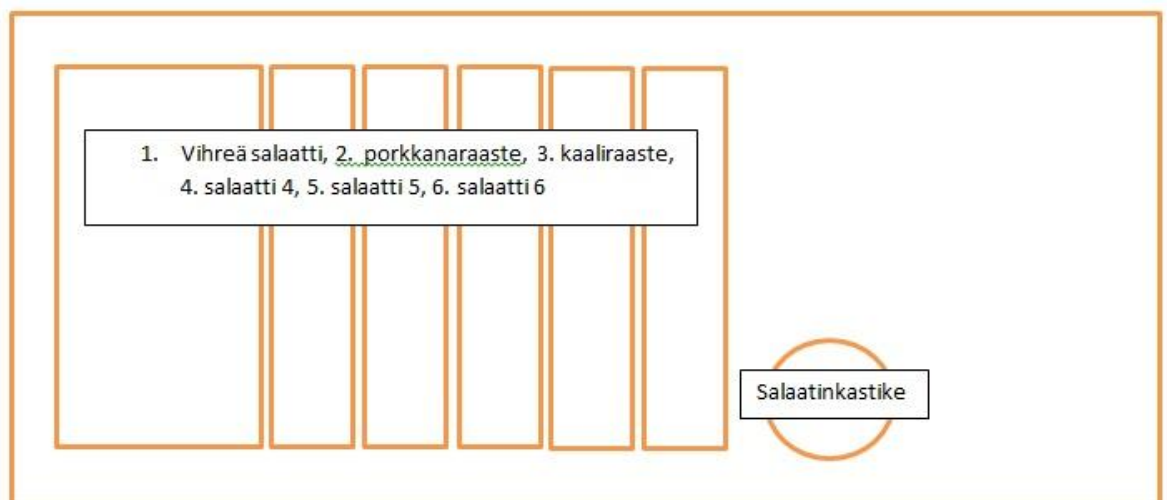 1. Vihreä salaatti, 2. porkkanaraaste, 3. kaaliraaste,
4. salaatti 4, 5. salaatti 5, 6. salaatti 6
Salaatinkastike